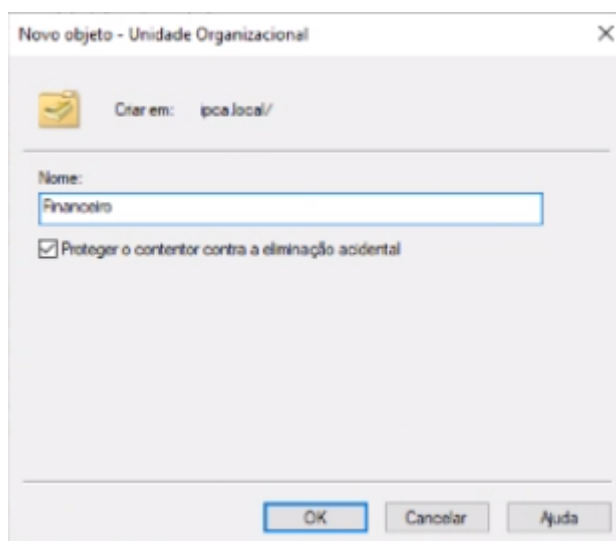 Novo objeto - Unidade Organizacional
Criar em: ipca.local/
Nome:
Financeiro
Proteger o contentor contra a eliminação acidental
OK Cancelar Ajuda